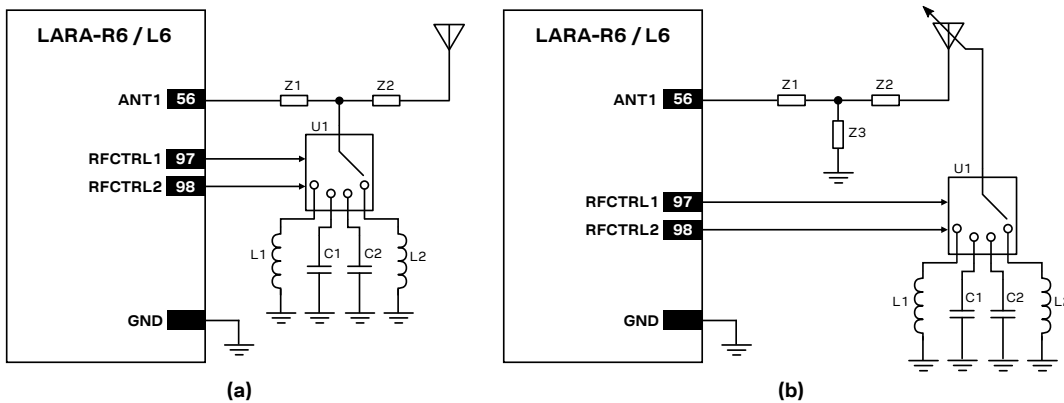 LARA-R6 / L6
Z1
Z2
ANT1 56
U1
RFCTRL1 97
RFCTRL2 98
L1
C1
C2
L2
GND
(a)
LARA-R6 / L6
Z1
Z2
ANT1 56
Z3
U1
RFCTRL1 97
RFCTRL2 98
L1
C1
C2
GND
(b)